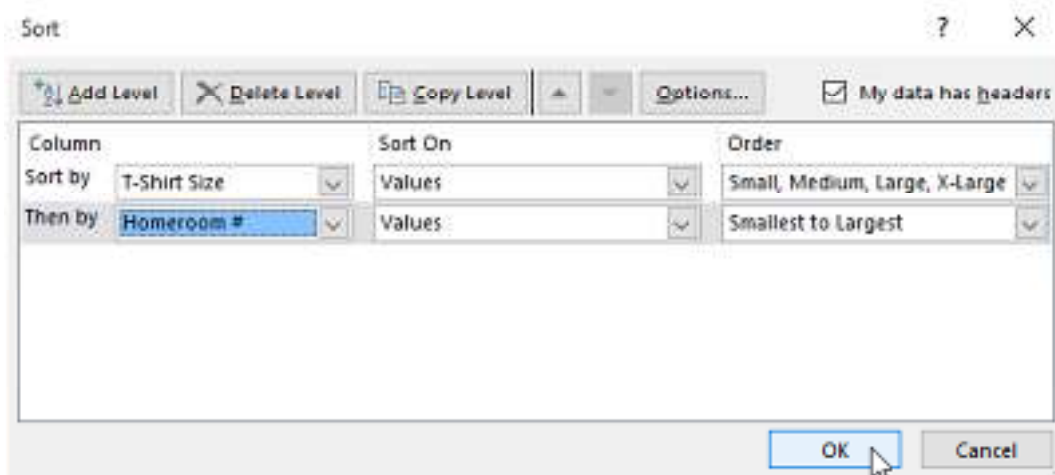 Sort ?
Add Level Delete Level Copy Level Options... My data has headers
Column Sort On Order
Sort by T-Shirt Size Values Small, Medium, Large, X-Large
Then by Homeroom # Values Smallest to Largest
OK Cancel